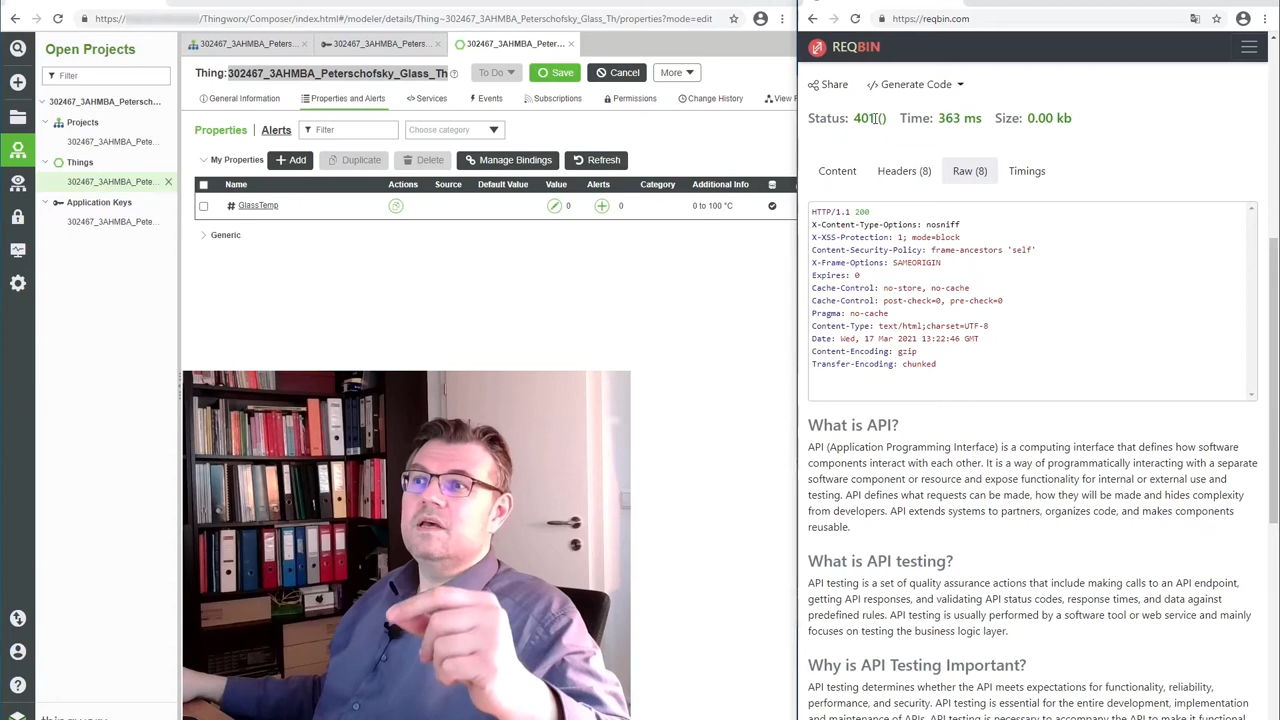 https://
/Thingworx/Composer/index.html#/modeler/details/Thing~302467_3AHMBA_Peterschofsky_Glass_Th/properties?mode=edit
Open Projects
Filter
302467_3AHMBA_Petersch...
Projects
302467_3AHMBA_Pete...
Things
302467_3AHMBA_Pete...
Application Keys
302467_3AHMBA_Pete...
302467_3AHMBA_Peters...
302467_3AHMBA_Peters...
302467_3AHMBA_Peter...
Thing:302467_3AHMBA_Peterschofsky_Glass_Th
To Do
Save
Cancel
More
General Information
Properties and Alerts
Services
Events
Subscriptions
Permissions
Change History
View R
Properties
Alerts
Filter
Choose category
My Properties
Add
Duplicate
Delete
Manage Bindings
Refresh
Name
Actions
Source
Default Value
Value
Alerts
Category
Additional Info
# GlassTemp
0
0
0 to 100 °C
Generic
https://reqbin.com
REQBIN
Share
</> Generate Code
Status: 401() Time: 363 ms Size: 0.00 kb
Content
Headers (8)
Raw (8)
Timings
HTTP/1.1 200
X-Content-Type-Options: nosniff
X-XSS-Protection: 1; mode=block
Content-Security-Policy: frame-ancestors 'self'
X-Frame-Options: SAMEORIGIN
Expires: 0
Cache-Control: no-store, no-cache
Cache-Control: post-check=0, pre-check=0
Pragma: no-cache
Content-Type: text/html;charset=UTF-8
Date: Wed, 17 Mar 2021 13:22:46 GMT
Content-Encoding: gzip
Transfer-Encoding: chunked
What is API?
API (Application Programming Interface) is a computing interface that defines how software
components interact with each other. It is a way of programmatically interacting with a separate
software component or resource and expose functionality for internal or external use and
testing. API defines what requests can be made, how they will be made and hides complexity
from developers. API extends systems to partners, organizes code, and makes components
reusable.
What is API testing?
API testing is a set of quality assurance actions that include making calls to an API endpoint,
getting API responses, and validating API status codes, response times, and data against
predefined rules. API testing is usually performed by a software tool or web service and mainly
focuses on testing the business logic layer.
Why is API Testing Important?
API testing determines whether the API meets expectations for functionality, reliability,
performance, and security. API testing is essential for the entire development, implementation